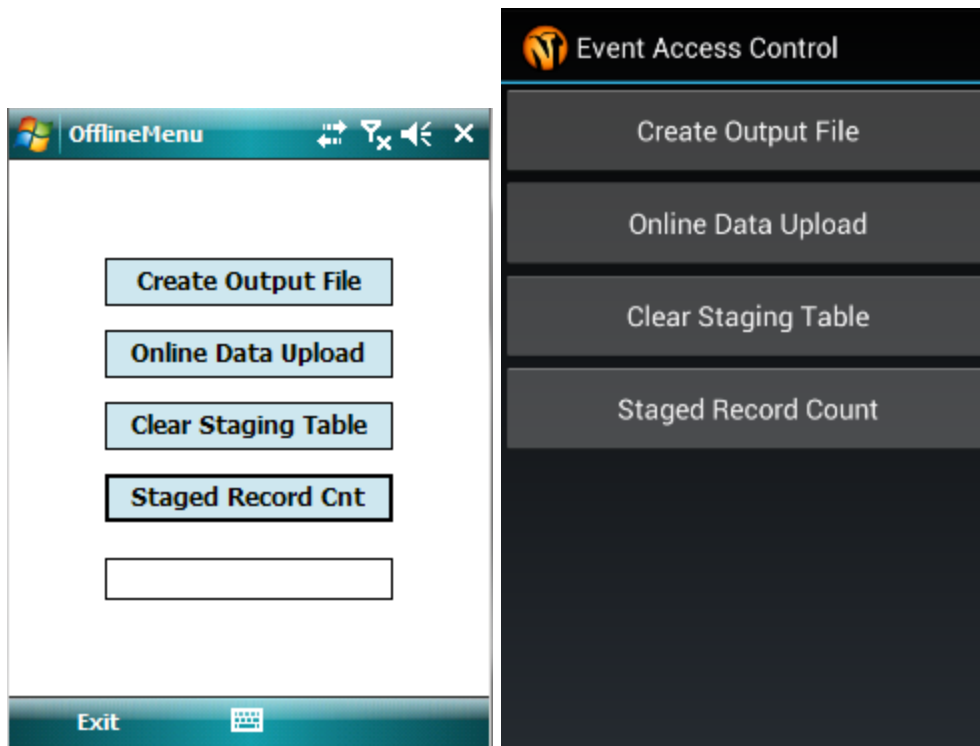 OfflineMenu
Create Output File
Online Data Upload
Clear Staging Table
Staged Record Cnt
Exit
Event Access Control
Create Output File
Online Data Upload
Clear Staging Table
Staged Record Count